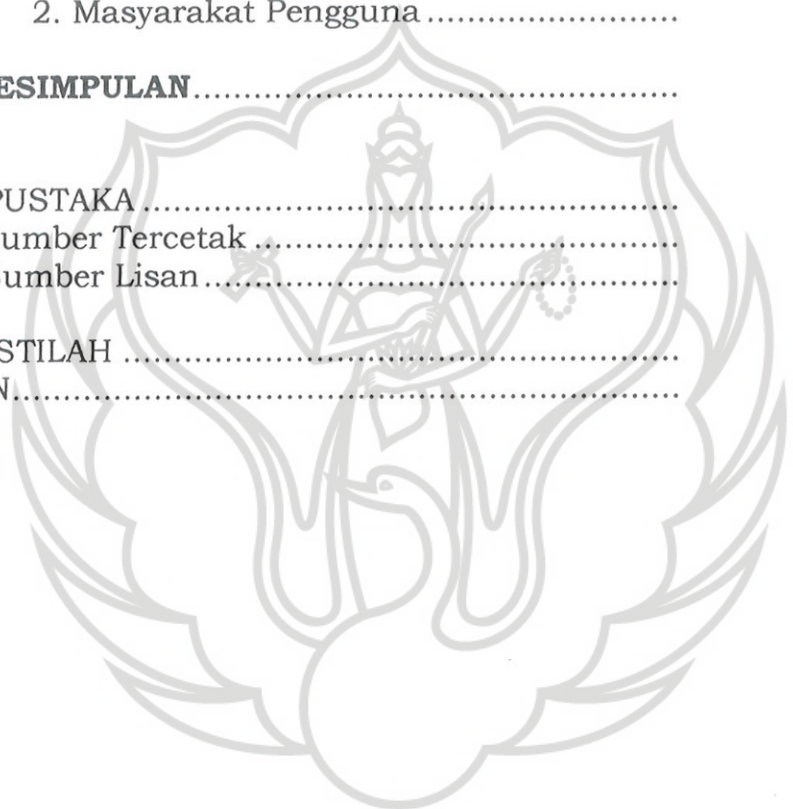 2. Masyarakat Pengguna ..............................
ESIMPULAN..........................................................
PUSTAKA ................................................................
umber Tercetak ...................................................
umber Lisan .........................................................
STILAH ..................................................................
N..............................................................................